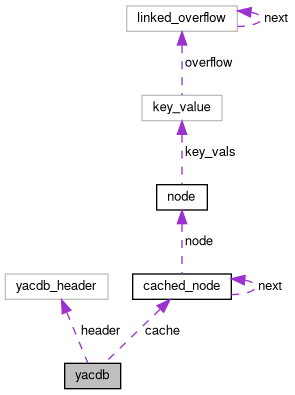 linked_overflow
next
overflow
key_value
key_vals
node
node
yacdb_header
cached_node
next
header
cache
yacdb